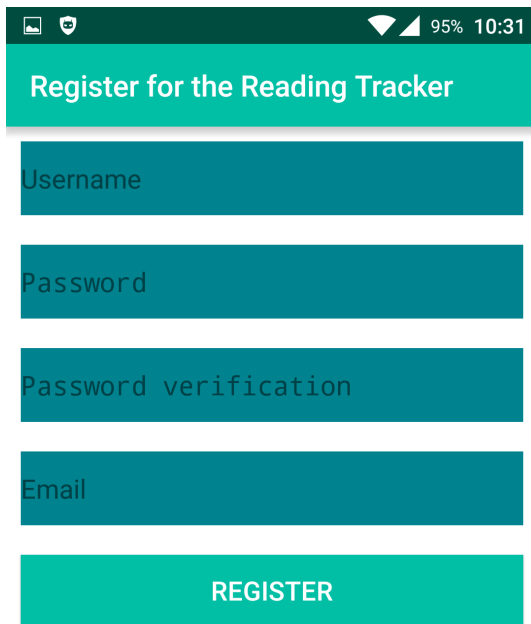 95% 10:31
Register for the Reading Tracker
Username
Password
Password verification
Email
REGISTER